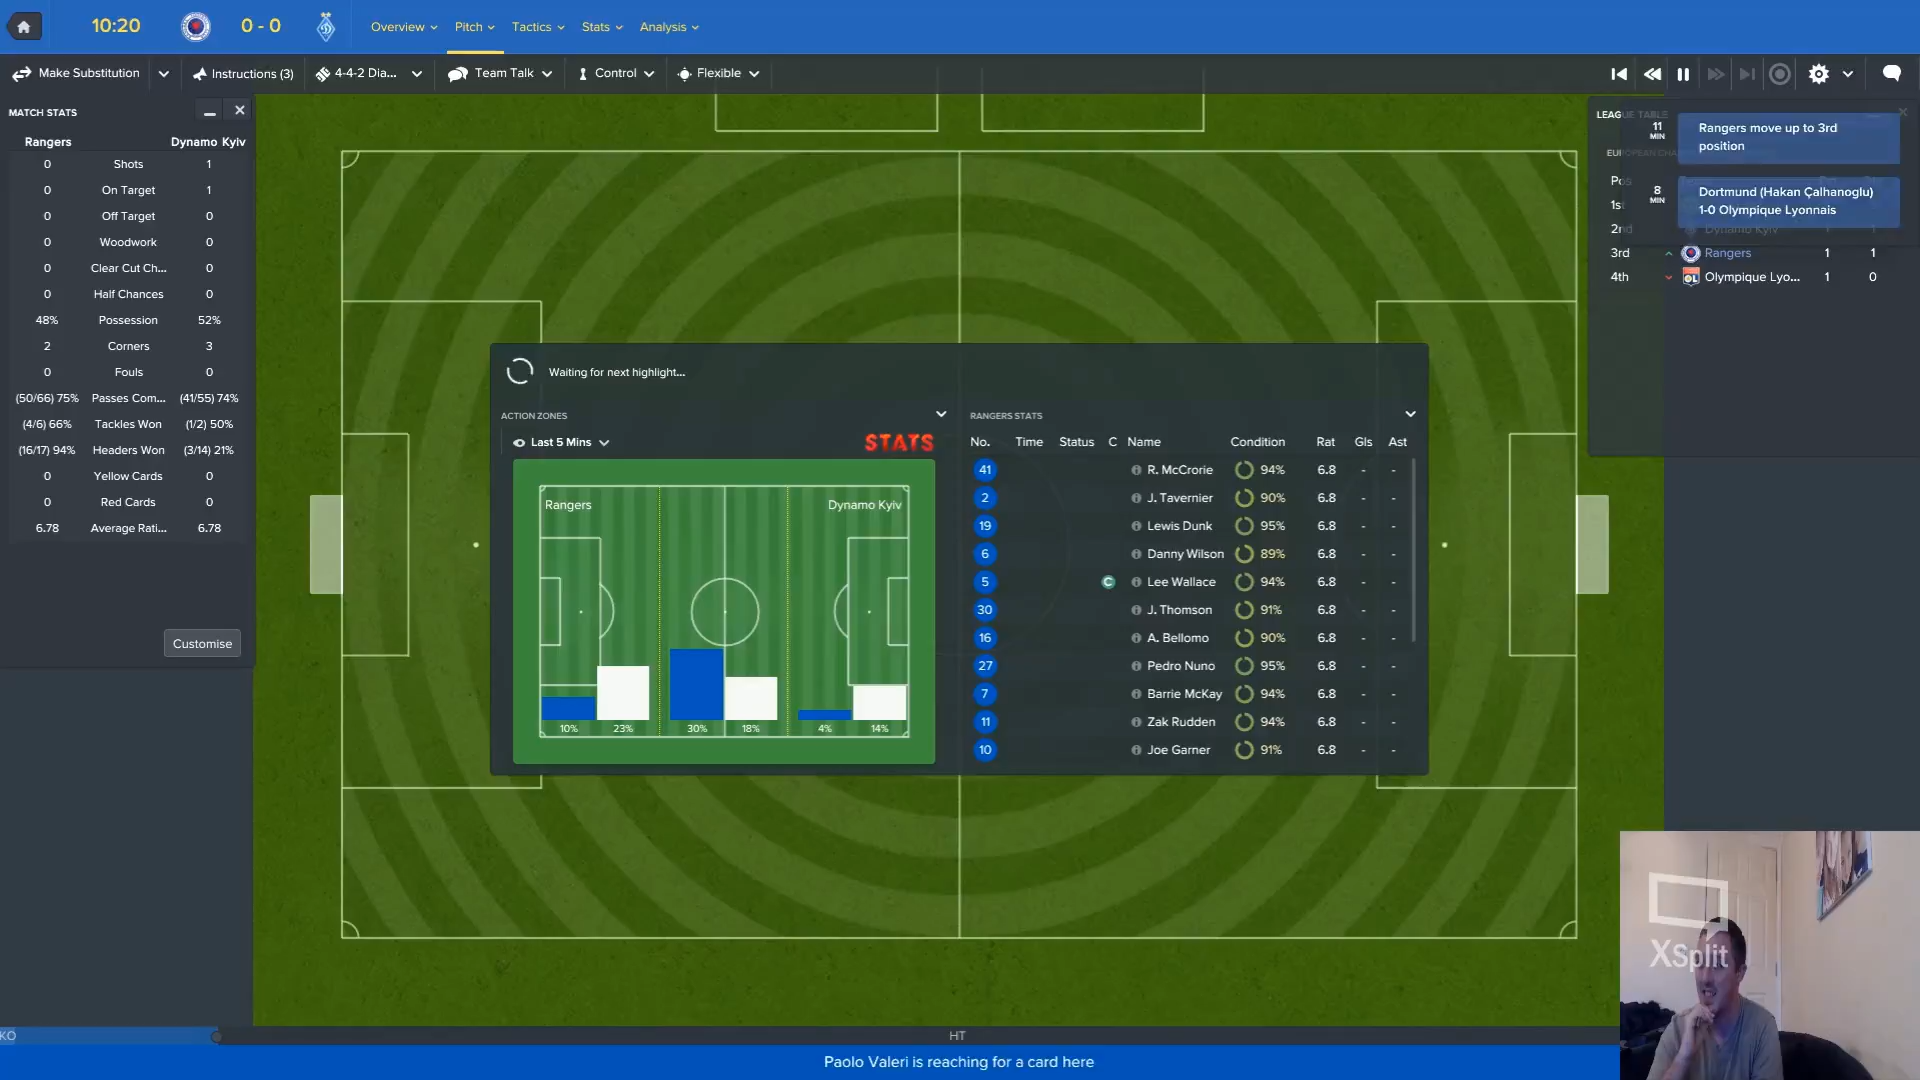 10:20
0 - 0
Overview
Pitch
Tactics
Stats
Analysis
Make Substitution
Instructions (3)
4-4-2 Dia...
Team Talk
Control
Flexible
MATCH STATS
Rangers Dynamo Kyiv
0 Shots 1
0 On Target 1
0 Off Target 0
0 Woodwork 0
0 Clear Cut Ch... 0
0 Half Chances 0
48% Possession 52%
2 Corners 3
0 Fouls 0
(50/66) 75% Passes Com... (41/55) 74%
(4/6) 66% Tackles Won (1/2) 50%
(16/17) 94% Headers Won (3/14) 21%
0 Yellow Cards 0
0 Red Cards 0
6.78 Average Rati... 6.78
Customise
Waiting for next highlight...
ACTION ZONES
Last 5 Mins
STATS
Rangers Dynamo Kyiv
10% 23% 30% 18% 4% 14%
RANGERS STATS
No. Time Status C Name Condition Rat Gls Ast
41 R. McCrorie 94% 6.8 - -
2 J. Tavernier 90% 6.8 - -
19 Lewis Dunk 95% 6.8 - -
6 Danny Wilson 89% 6.8 - -
5 C Lee Wallace 94% 6.8 - -
30 J. Thomson 91% 6.8 - -
16 A. Bellomo 90% 6.8 - -
27 Pedro Nuno 95% 6.8 - -
7 Barrie McKay 94% 6.8 - -
11 Zak Rudden 94% 6.8 - -
10 Joe Garner 91% 6.8 - -
LEAGUE TABLE
11 MIN
Rangers move up to 3rd
position
8 MIN
Dortmund (Hakan Çalhanoglu)
1-0 Olympique Lyonnais
Pos
1st
2nd Dynamo Kyiv 1 1
3rd Rangers 1 1
4th OL Olympique Lyo... 1 0
XSplit
KO
HT
Paolo Valeri is reaching for a card here